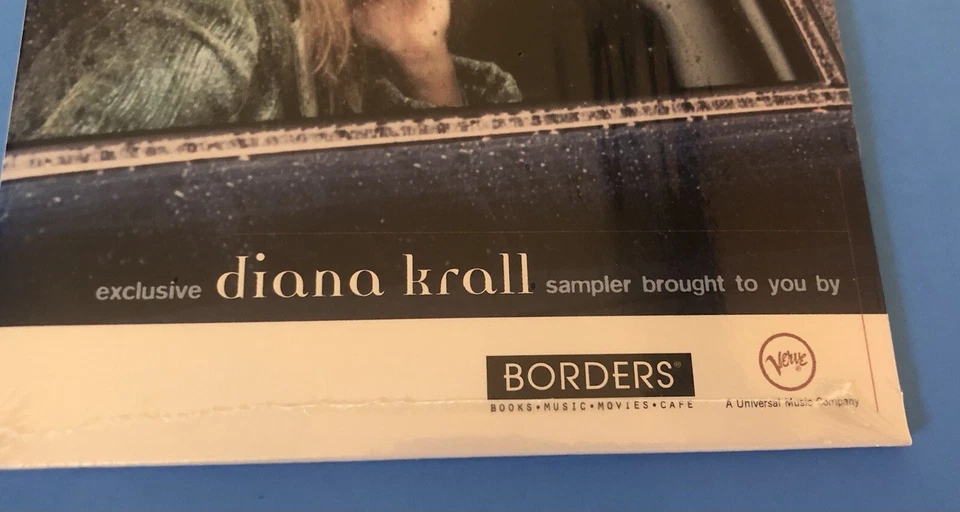 exclusive diana krall sampler brought to you by
BORDERS®
BOOKS•MUSIC•MOVIES•CAFE
Verve
A Universal Music Company